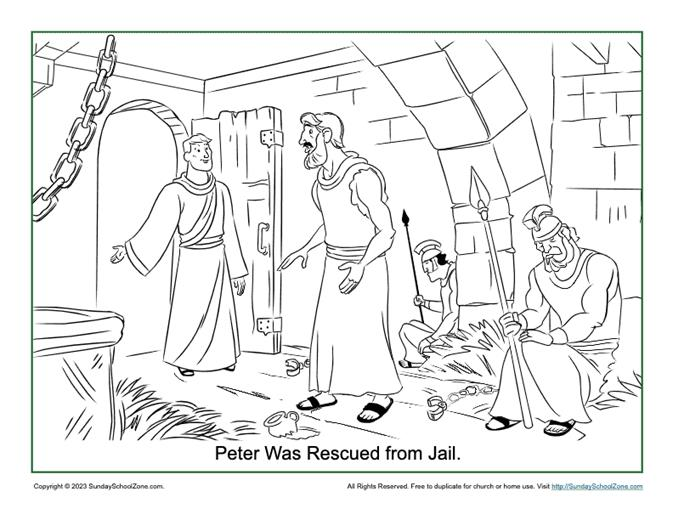 Peter Was Rescued from Jail.
Copyright © 2023 SundaySchoolZone.com. All Rights Reserved. Free to duplicate for church or home use. Visit http://SundaySchoolZone.com